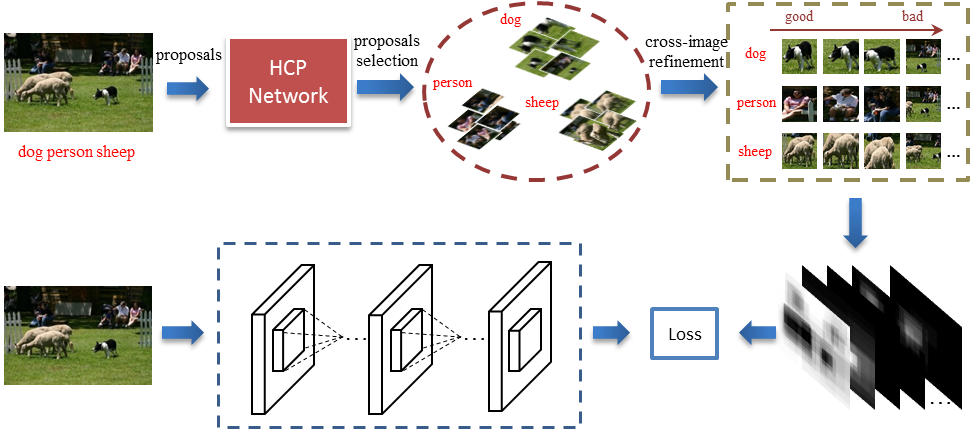 proposals
HCP
Network
proposals
selection
dog
person
sheep
cross-image
refinement
good bad
dog
...
person
...
sheep
...
dog person sheep
...
...
Loss
...